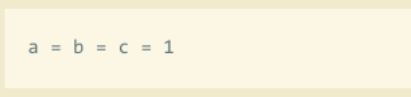 a = b = c = 1